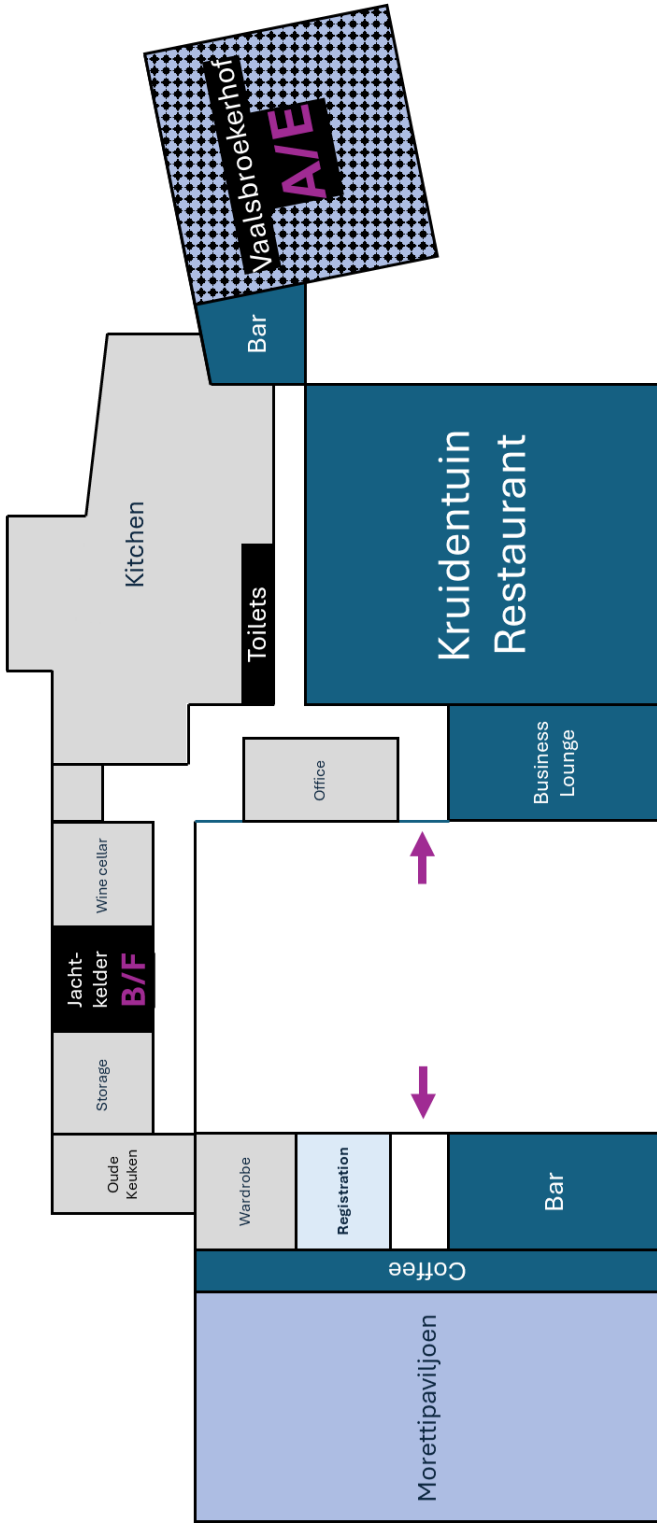 Vaalsbroekerhof
A/E
Bar
Kitchen
Toilets
Kruidentuin
Restaurant
Office
Business
Lounge
Wine cellar
Jacht-
kelder
B/F
Storage
Oude
Keuken
Wardrobe
Registration
Bar
Coffee
Morettipaviljoen